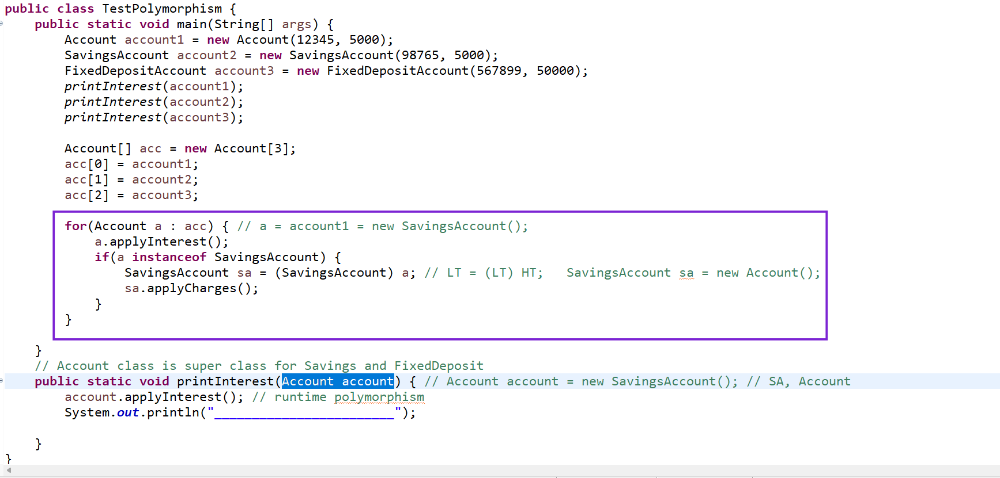 public class TestPolymorphism {
    public static void main(String[] args) {
        Account account1 = new Account(12345, 5000);
        SavingsAccount account2 = new SavingsAccount(98765, 5000);
        FixedDepositAccount account3 = new FixedDepositAccount(567899, 50000);
        printInterest(account1);
        printInterest(account2);
        printInterest(account3);

        Account[] acc = new Account[3];
        acc[0] = account1;
        acc[1] = account2;
        acc[2] = account3;

        for(Account a : acc) { // a = account1 = new SavingsAccount();
            a.applyInterest();
            if(a instanceof SavingsAccount) {
                SavingsAccount sa = (SavingsAccount) a; // LT = (LT) HT;   SavingsAccount sa = new Account();
                sa.applyCharges();
            }
        }

    }
    // Account class is super class for Savings and FixedDeposit
    public static void printInterest(Account account) { // Account account = new SavingsAccount(); // SA, Account
        account.applyInterest(); // runtime polymorphism
        System.out.println("________________________");

    }
}